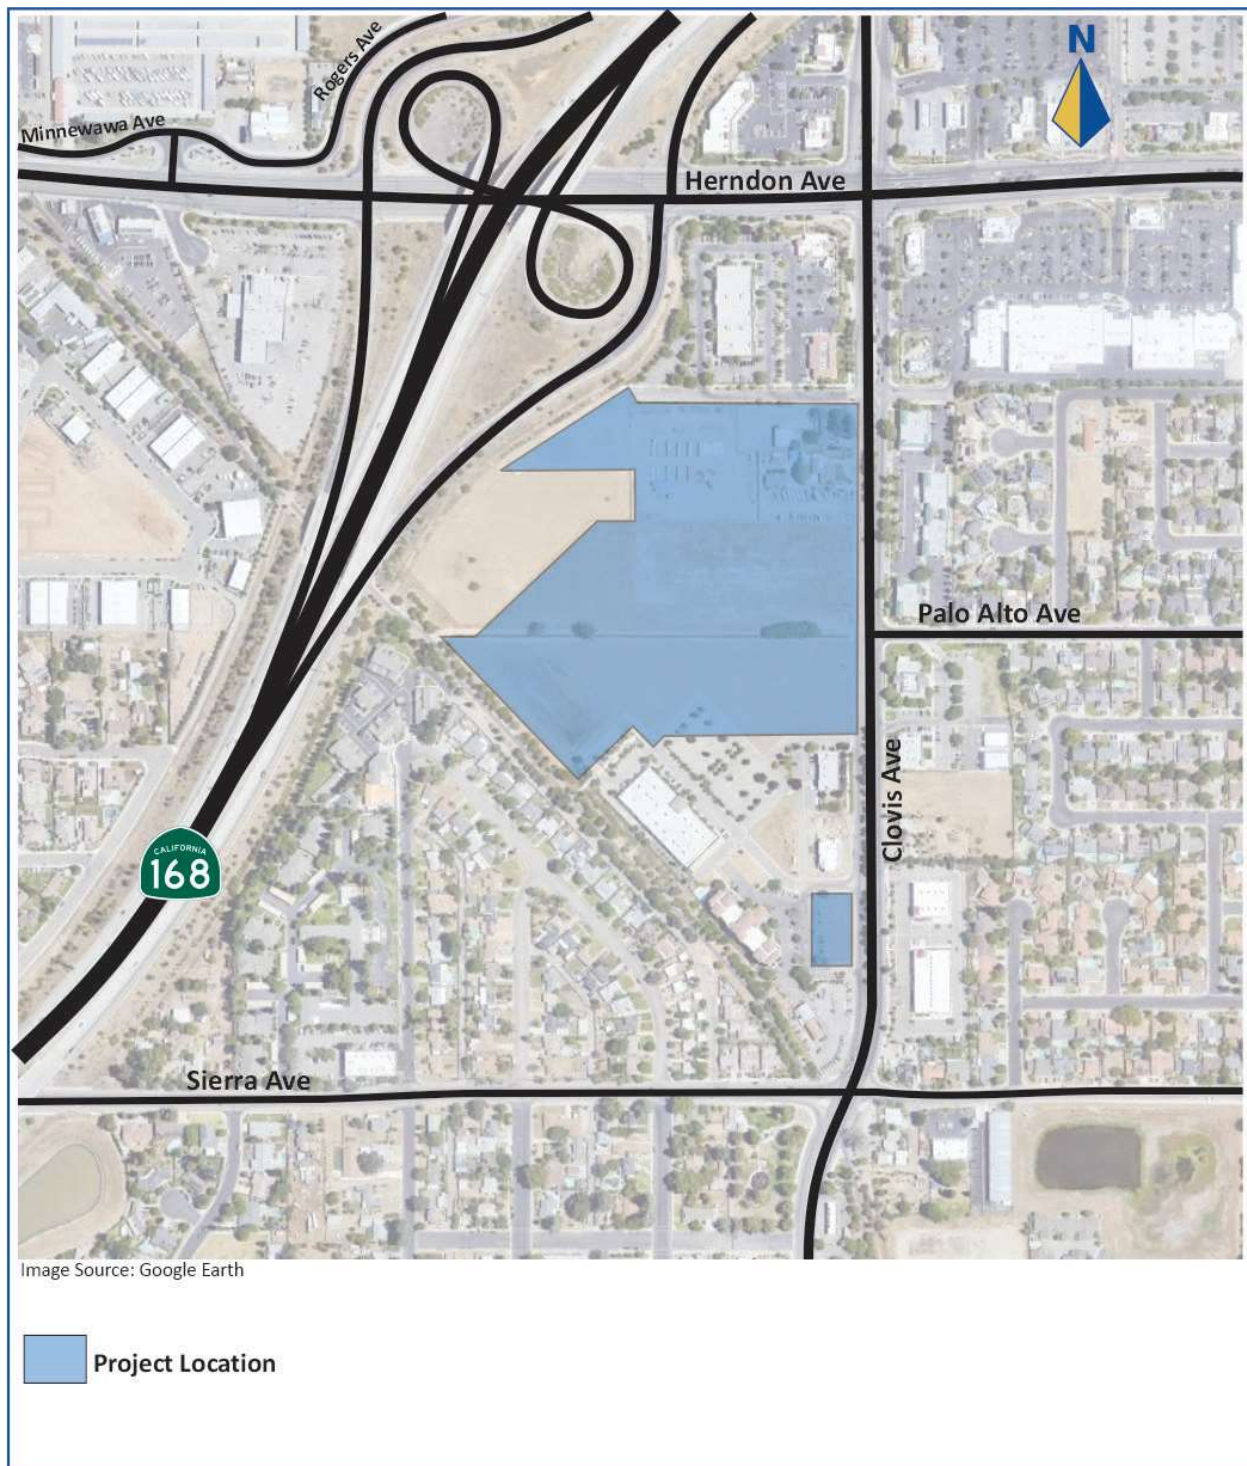 N
Rogers Ave
Minnewawa Ave
Herndon Ave
Palo Alto Ave
Clovis Ave
CALIFORNIA
168
Sierra Ave
Image Source: Google Earth
Project Location